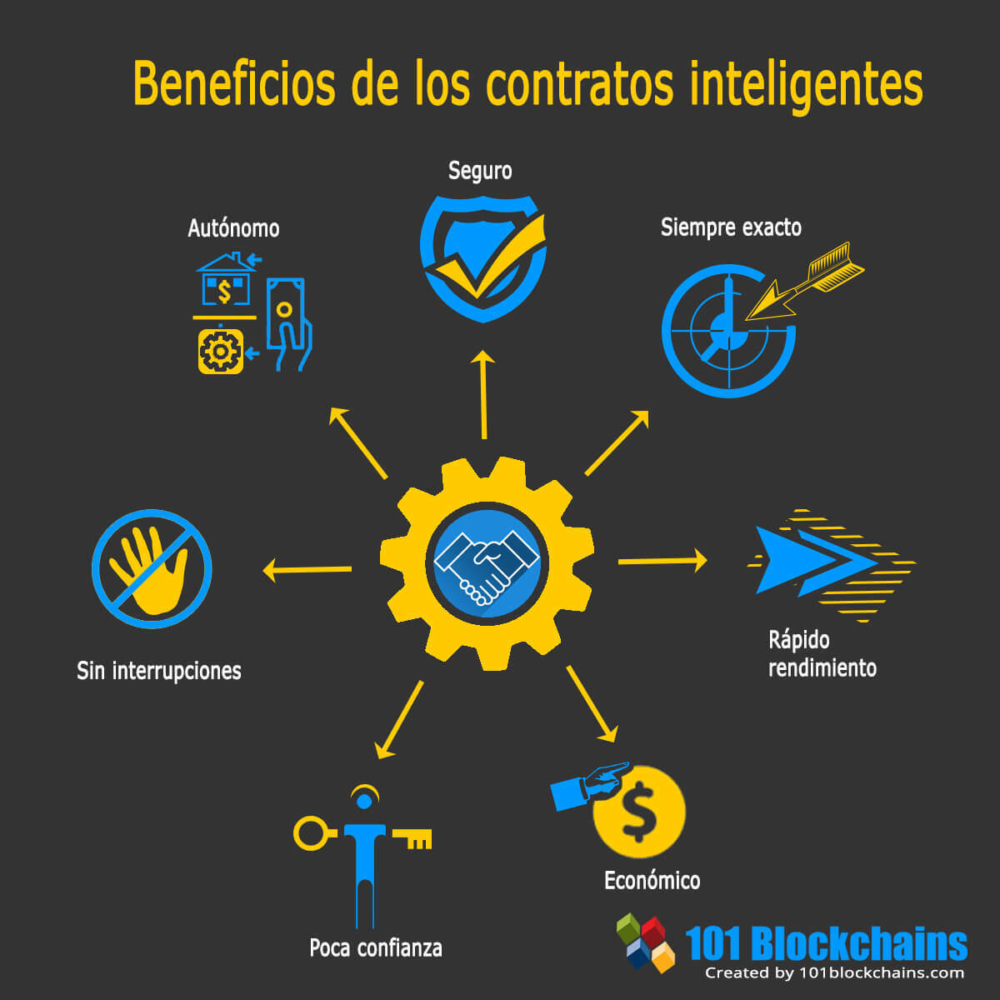 Beneficios de los contratos inteligentes
Seguro
Autónomo
Siempre exacto
Sin interrupciones
Rápido
rendimiento
Económico
Poca confianza
101 Blockchains
Created by 101blockchains.com